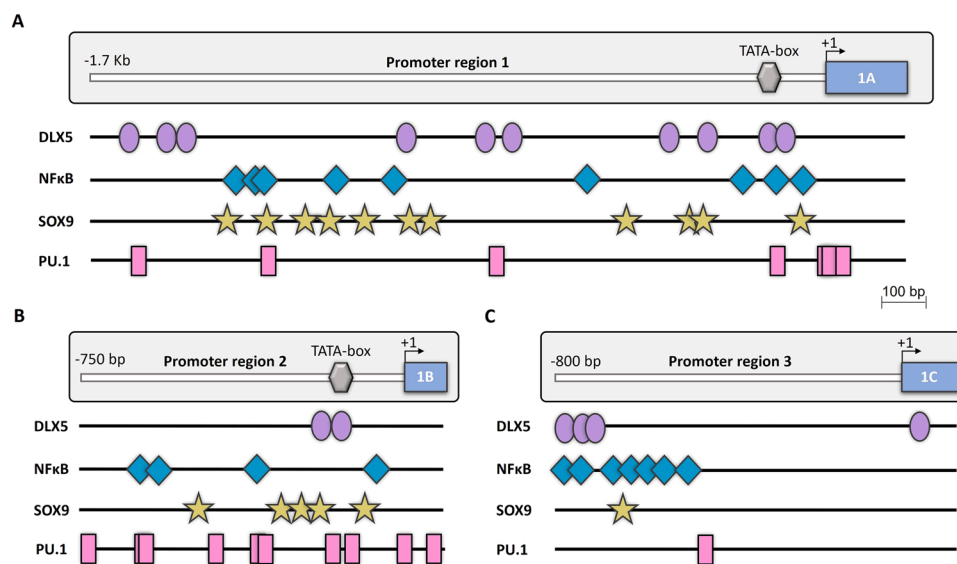 A
-1.7 Kb
Promoter region 1
TATA-box
+1
1A
DLX5
NFκB
SOX9
PU.1
100 bp
B
-750 bp
Promoter region 2
TATA-box
+1
1B
DLX5
NFκB
SOX9
PU.1
C
-800 bp
Promoter region 3
+1
1C
DLX5
NFκB
SOX9
PU.1